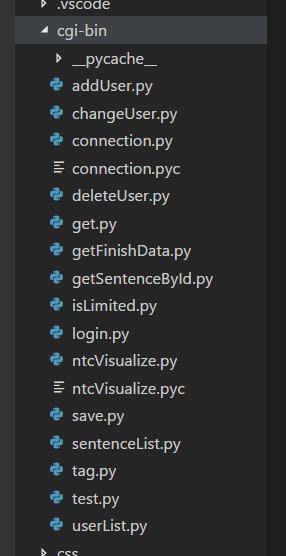 .vscode
cgi-bin
__pycache__
addUser.py
changeUser.py
connection.py
connection.pyc
deleteUser.py
get.py
getFinishData.py
getSentenceById.py
isLimited.py
login.py
ntcVisualize.py
ntcVisualize.pyc
save.py
sentenceList.py
tag.py
test.py
userList.py
css